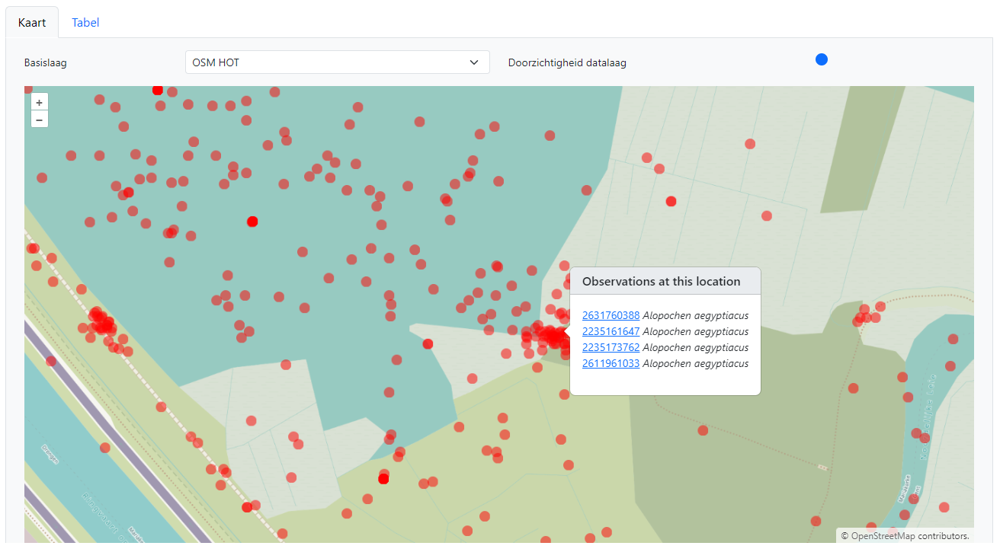 Kaart Tabel
Basislaag OSM HOT Doorzichtigheid datalaag
+
−
Observations at this location
2631760388 Alopochen aegyptiacus
2235161647 Alopochen aegyptiacus
2235173762 Alopochen aegyptiacus
2611961033 Alopochen aegyptiacus
Drongen
© OpenStreetMap contributors.